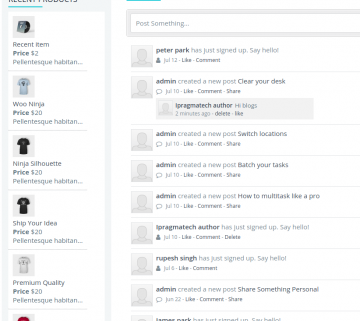 RECENT PRODUCTS
Recent Item
Price $2
Pellentesque habitan...
Woo Ninja
Price $20
Pellentesque habitan...
Ninja Silhouette
Price $20
Pellentesque habitan...
Ship Your Idea
Price $20
Pellentesque habitan...
Premium Quality
Price $20
Pellentesque habitan...
Post Something...
peter park has just signed up. Say hello!
Jul 12 · Like · Comment
admin created a new post Clear your desk
Jul 10 · Like · Comment · Share
lpragmatech author Hi blogs
2 minutes ago · delete · like
admin created a new post Switch locations
Jul 10 · Like · Comment · Share
admin created a new post Batch your tasks
Jul 10 · Like · Comment · Share
admin created a new post How to multitask like a pro
Jul 10 · Like · Comment · Share
lpragmatech author has just signed up. Say hello!
Jul 10 · Like · Comment · Delete
rupesh singh has just signed up. Say hello!
Jul 6 · Like · Comment
admin created a new post Share Something Personal
Jun 22 · Like · Comment · Share
james park has just signed up. Say hello!